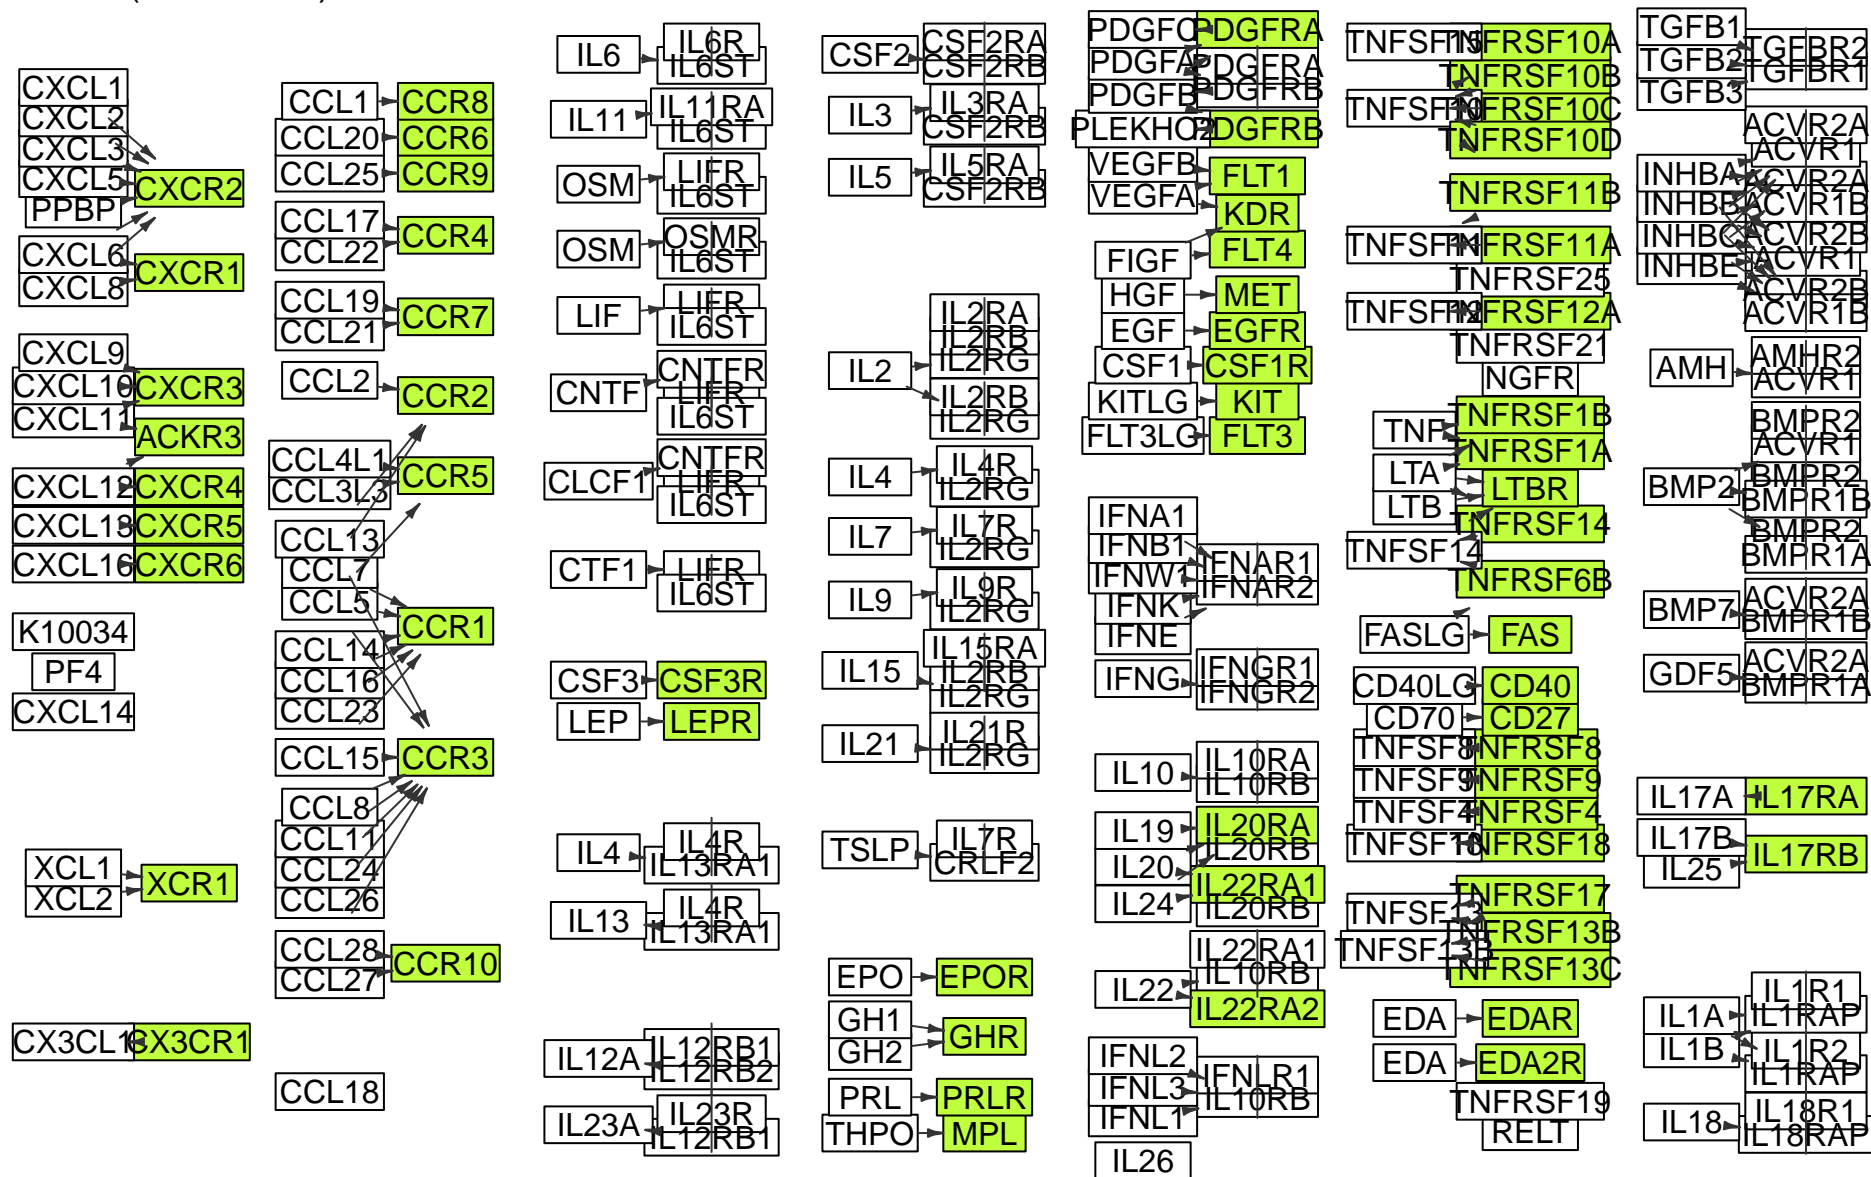 CXCL1
CXCL2
CXCL3
CXCL5
PPBP
CXCR2
CXCL6
CXCL8
CXCR1
CXCL9
CXCL10
CXCL11
CXCR3
ACKR3
CXCL12
CXCR4
CXCL13
CXCR5
CXCL16
CXCR6
K10034
PF4
CXCL14
XCL1
XCL2
XCR1
CX3CL1
CX3CR1
CCL1
CCR8
CCL20
CCR6
CCL25
CCR9
CCL17
CCL22
CCR4
CCL19
CCL21
CCR7
CCL2
CCR2
CCL4L1
CCL3L3
CCR5
CCL13
CCL7
CCL5
CCR1
CCL14
CCL16
CCL23
CCL15
CCR3
CCL8
CCL11
CCL24
CCL26
CCL28
CCL27
CCR10
CCL18
IL6
IL6R
IL6ST
IL11
IL11RA
IL6ST
OSM
LIFR
IL6ST
OSM
OSMR
IL6ST
LIF
LIFR
IL6ST
CNTF
CNTFR
LIFR
IL6ST
CLCF1
CNTFR
LIFR
IL6ST
CTF1
LIFR
IL6ST
CSF3
CSF3R
LEP
LEPR
IL4
IL4R
IL13RA1
IL13
IL4R
IL13RA1
IL12A
IL12RB1
IL12RB2
IL23A
IL23R
IL12RB1
CSF2
CSF2RA
CSF2RB
IL3
IL3RA
CSF2RB
IL5
IL5RA
CSF2RB
IL2
IL2RA
IL2RB
IL2RG
IL2RB
IL2RG
IL4
IL4R
IL2RG
IL7
IL7R
IL2RG
IL9
IL9R
IL2RG
IL15
IL15RA
IL2RB
IL2RG
IL21
IL21R
IL2RG
TSLP
IL7R
CRLF2
EPO
EPOR
GH1
GH2
GHR
PRL
PRLR
THPO
MPL
PDGFC
PDGFRA
PDGFA
PDGFRA
PDGFB
PDGFRB
PLEKHO2
PDGFRB
VEGFB
VEGFA
FLT1
KDR
FIGF
FLT4
HGF
MET
EGF
EGFR
CSF1
CSF1R
KITLG
KIT
FLT3LG
FLT3
IFNA1
IFNB1
IFNW1
IFNK
IFNE
IFNAR1
IFNAR2
IFNG
IFNGR1
IFNGR2
IL10
IL10RA
IL10RB
IL19
IL20RA
IL20RB
IL20
IL24
IL22RA1
IL20RB
IL22
IL22RA1
IL10RB
IL22RA2
IFNL2
IFNL3
IFNL1
IFNLR1
IL10RB
IL26
TNFSF15
TNFRSF10A
TNFRSF10B
TNFSF10
TNFRSF10C
TNFRSF10D
TNFRSF11B
TNFSF11
TNFRSF11A
TNFRSF25
TNFSF12
TNFRSF12A
TNFRSF21
NGFR
TNF
TNFRSF1B
TNFRSF1A
LTA
LTB
LTBR
TNFRSF14
TNFSF14
TNFRSF6B
FASLG
FAS
CD40LG
CD40
CD70
CD27
TNFSF8
TNFRSF8
TNFSF9
TNFRSF9
TNFSF4
TNFRSF4
TNFSF18
TNFRSF18
TNFRSF17
TNFSF13
TNFRSF13B
TNFSF13B
TNFRSF13C
EDA
EDAR
EDA
EDA2R
TNFRSF19
RELT
TGFB1
TGFB2
TGFB3
TGFBR2
TGFBR1
INHBA
INHBB
INHBC
INHBE
ACVR2A
ACVR1
ACVR2A
ACVR1B
ACVR2B
ACVR1
ACVR2B
ACVR1B
AMH
AMHR2
ACVR1
BMP2
BMPR2
ACVR1
BMPR2
BMPR1B
BMPR2
BMPR1A
BMP7
ACVR2A
BMPR1B
GDF5
ACVR2A
BMPR1A
IL17A
IL17RA
IL17B
IL25
IL17RB
IL1A
IL1B
IL1R1
IL1RAP
IL1R2
IL1RAP
IL18
IL18R1
IL18RAP